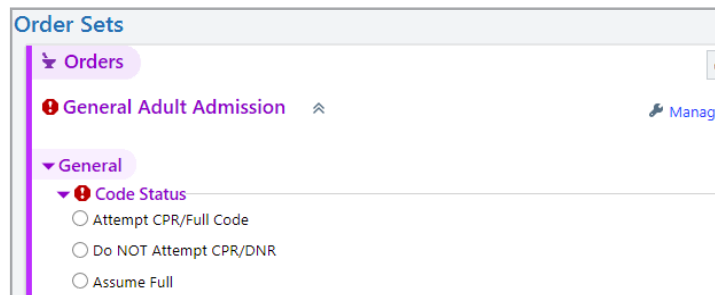 Order Sets
Orders
General Adult Admission
Manag
General
Code Status
Attempt CPR/Full Code
Do NOT Attempt CPR/DNR
Assume Full